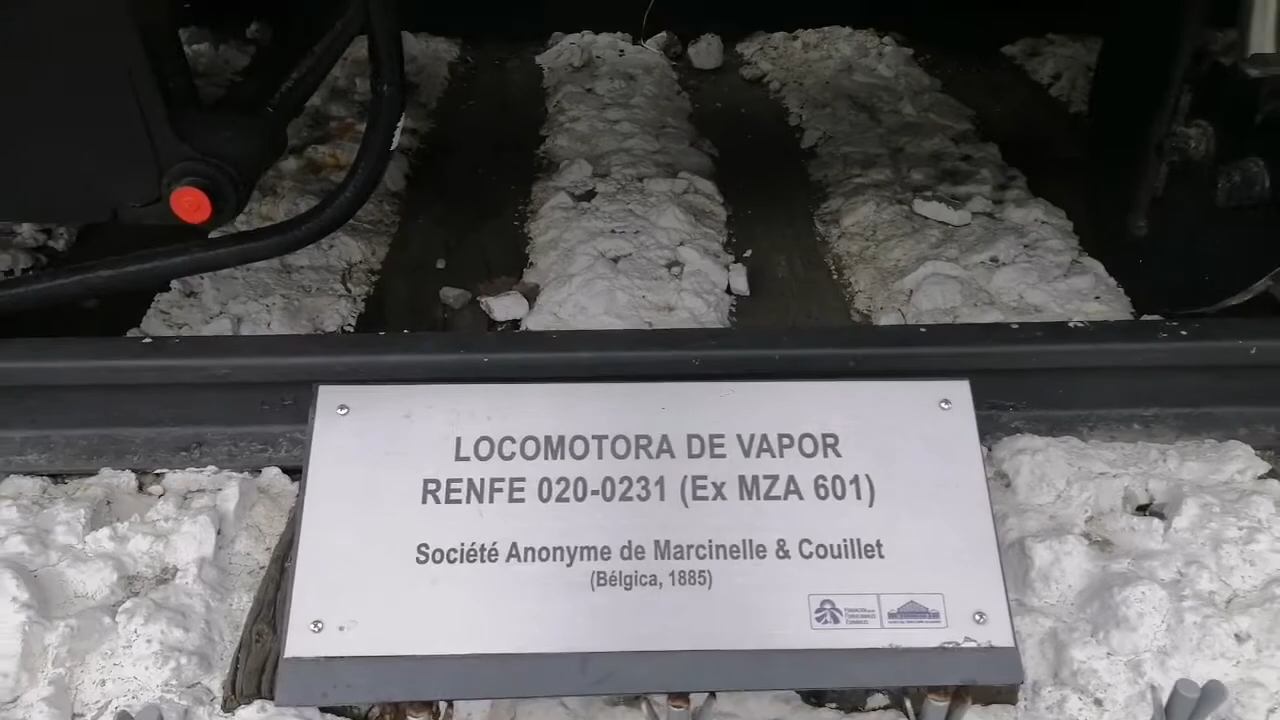 LOCOMOTORA DE VAPOR
RENFE 020-0231 (Ex MZA 601)
Société Anonyme de Marcinelle & Couillet
(Bélgica, 1885)